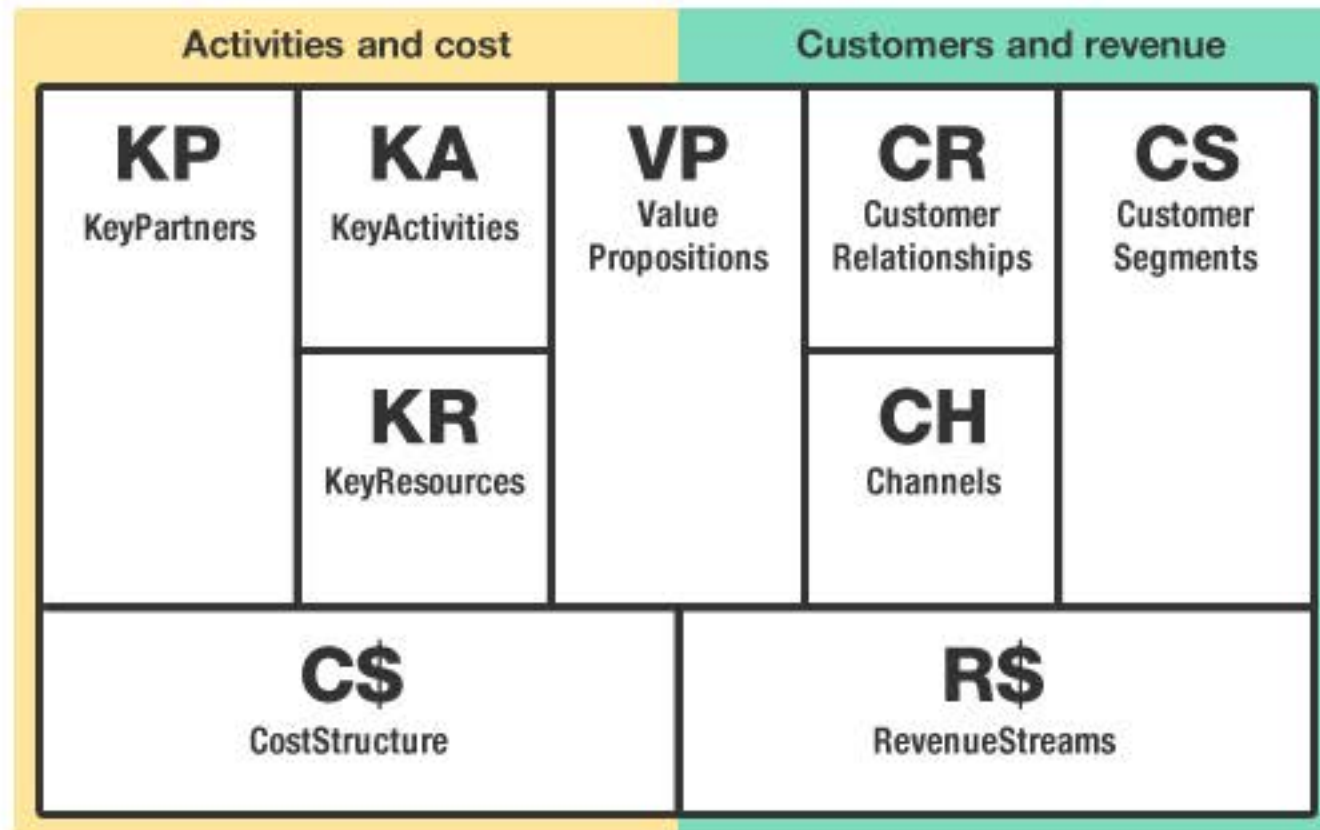 Activities and cost
Customers and revenue
KP
KeyPartners
KA
KeyActivities
KR
KeyResources
VP
Value
Propositions
CR
Customer
Relationships
CH
Channels
CS
Customer
Segments
C$
CostStructure
R$
RevenueStreams